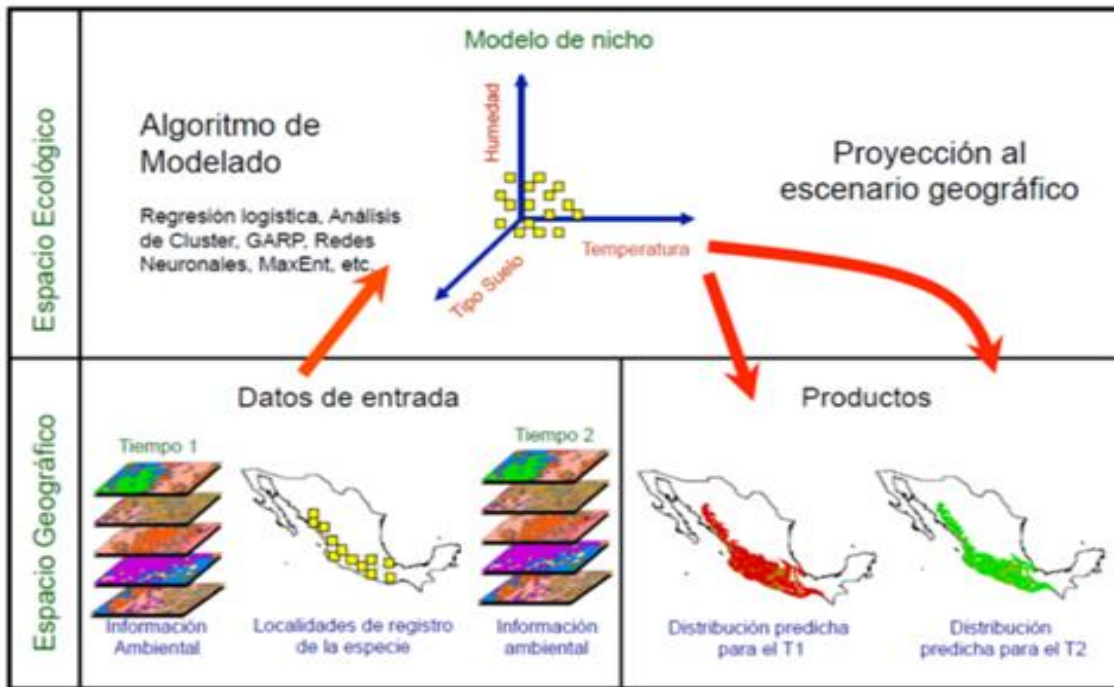 Modelo de nicho
Espacio Ecológico
Algoritmo de
Modelado
Regresión logística, Análisis
de Cluster, GARP, Redes
Neuronales, MaxEnt, etc.
Humedad
Temperatura
Tipo Suelo
Proyección al
escenario geográfico
Espacio Geográfico
Datos de entrada
Tiempo 1
Tiempo 2
Información
Ambiental
Localidades de registro
de la especie
Información
ambiental
Productos
Distribución predicha
para el T1
Distribución
predicha para el T2